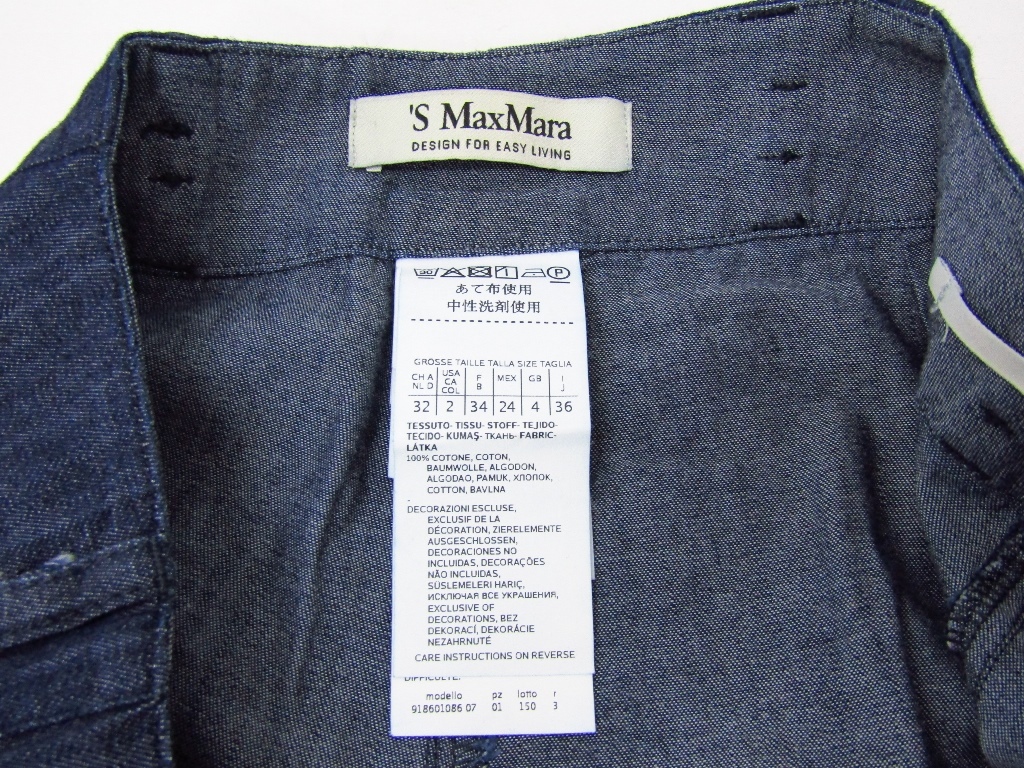 'S MaxMara
DESIGN FOR EASY LIVING
30 P
あて布使用
中性洗剤使用
GRÖSSE TAILLE TALLA SIZE TAGLIA
CH A NL D USA CA COL F B MEX GB I J
32 2 34 24 4 36
TESSUTO- TISSU- STOFF- TEJIDO-
TECIDO- KUMAŞ- ТКАНЬ- FABRIC-
LÁTKA
100% COTONE, COTON,
BAUMWOLLE, ALGODON,
ALGODAO, PAMUK, ХЛОПОК,
COTTON, BAVLNA
DECORAZIONI ESCLUSE,
EXCLUSIF DE LA
DÉCORATION, ZIERELEMENTE
AUSGESCHLOSSEN,
DECORACIONES NO
INCLUIDAS, DECORAÇÕES
NÃO INCLUIDAS,
SÜSLEMELERI HARIÇ,
ИСКЛЮЧАЯ ВСЕ УКРАШЕНИЯ,
EXCLUSIVE OF
DECORATIONS, BEZ
DEKORACÍ, DEKORÁCIE
NEZAHRNUTÉ
CARE INSTRUCTIONS ON REVERSE
DIFFICULTE.
modello pz lotto r
918601086 07 01 150 3